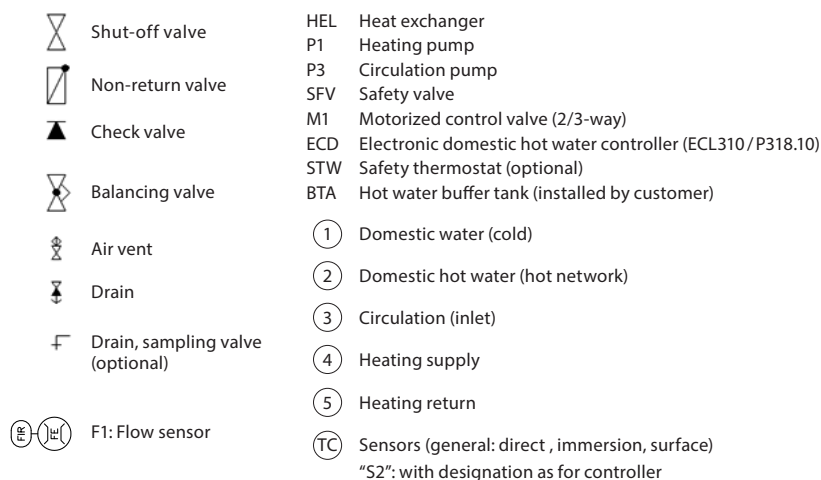 Shut-off valve
Non-return valve
Check valve
Balancing valve
Air vent
Drain
Drain, sampling valve
(optional)
FIR FE F1: Flow sensor
HEL Heat exchanger
P1 Heating pump
P3 Circulation pump
SFV Safety valve
M1 Motorized control valve (2/3-way)
ECD Electronic domestic hot water controller (ECL310 / P318.10)
STW Safety thermostat (optional)
BTA Hot water buffer tank (installed by customer)
1 Domestic water (cold)
2 Domestic hot water (hot network)
3 Circulation (inlet)
4 Heating supply
5 Heating return
TC Sensors (general: direct , immersion, surface)
“S2”: with designation as for controller